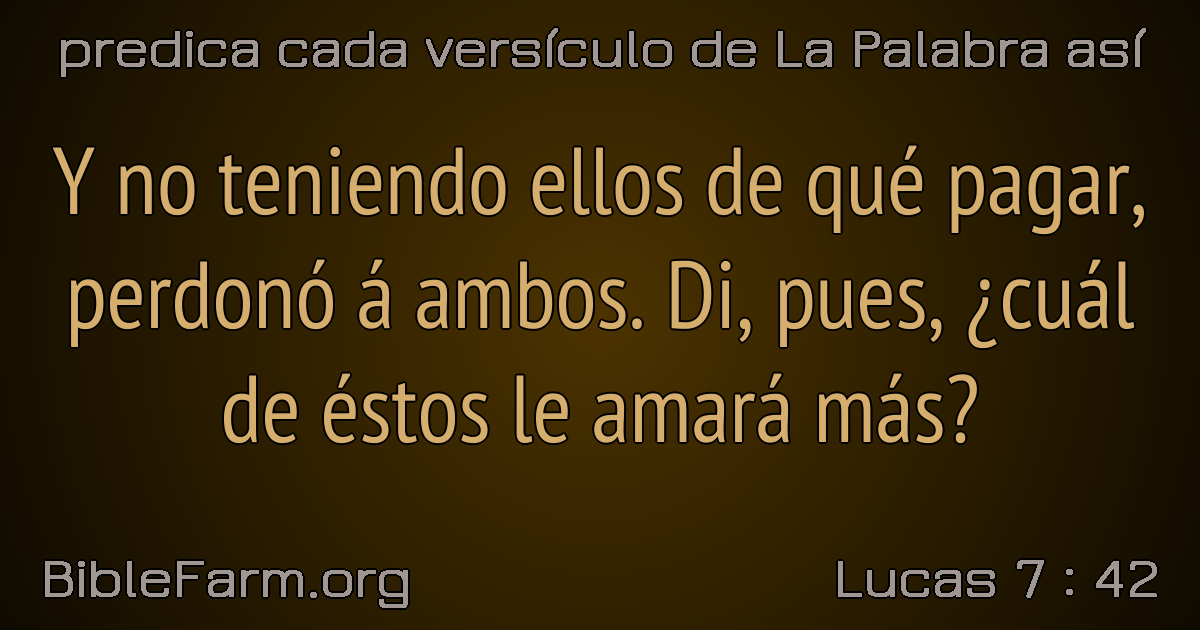 predica cada versículo de La Palabra así
Y no teniendo ellos de qué pagar,
perdonó á ambos. Di, pues, ¿cuál
de éstos le amará más?
BibleFarm.org
Lucas 7 : 42